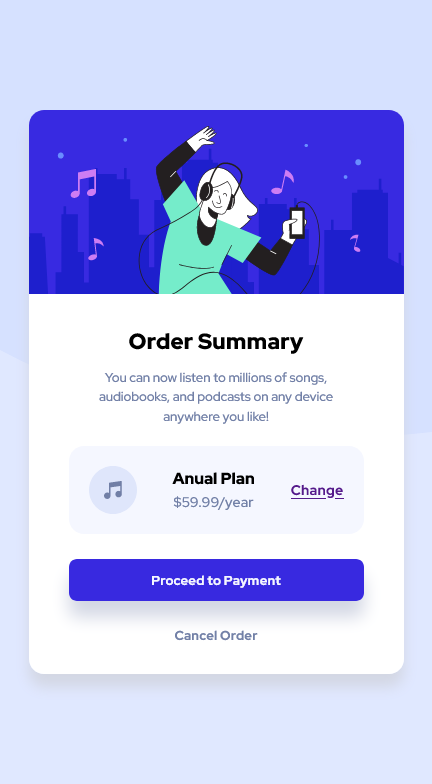 Order Summary
You can now listen to millions of songs,
audiobooks, and podcasts on any device
anywhere you like!
Anual Plan
$59.99/year
Change
Proceed to Payment
Cancel Order